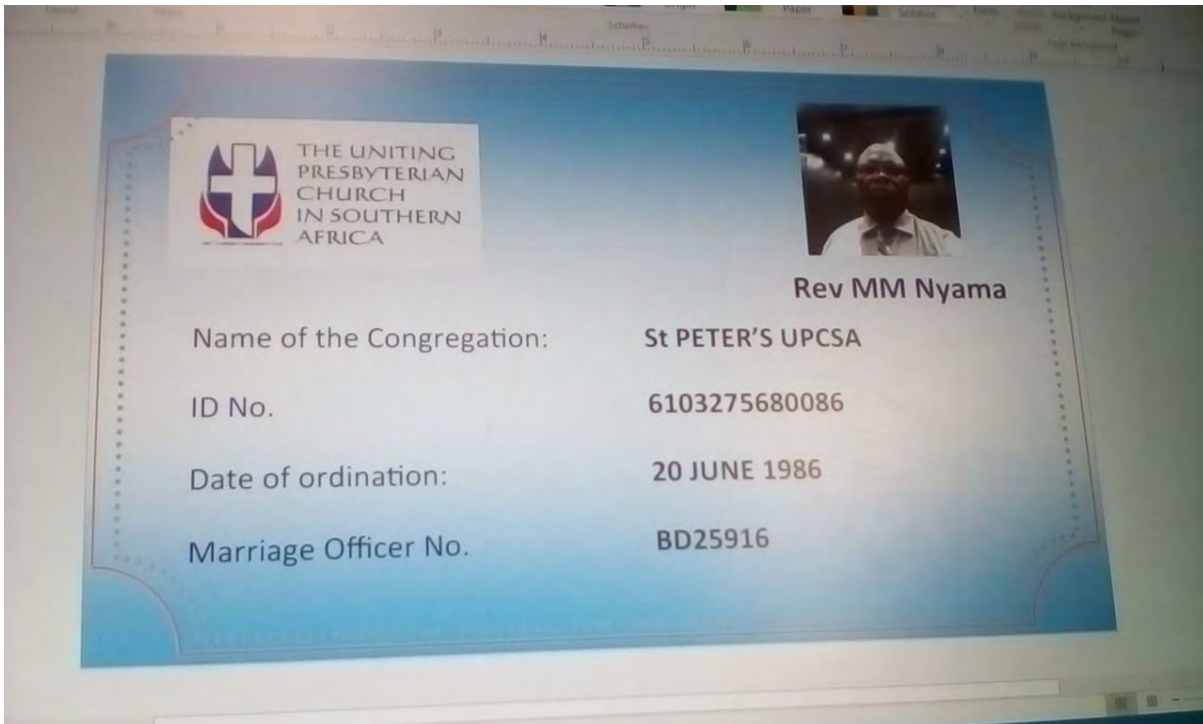 Schemes
THE UNITING
PRESBYTERIAN
CHURCH
IN SOUTHERN
AFRICA
Rev MM Nyama
Name of the Congregation: St PETER'S UPCSA
ID No. 6103275680086
Date of ordination: 20 JUNE 1986
Marriage Officer No. BD25916